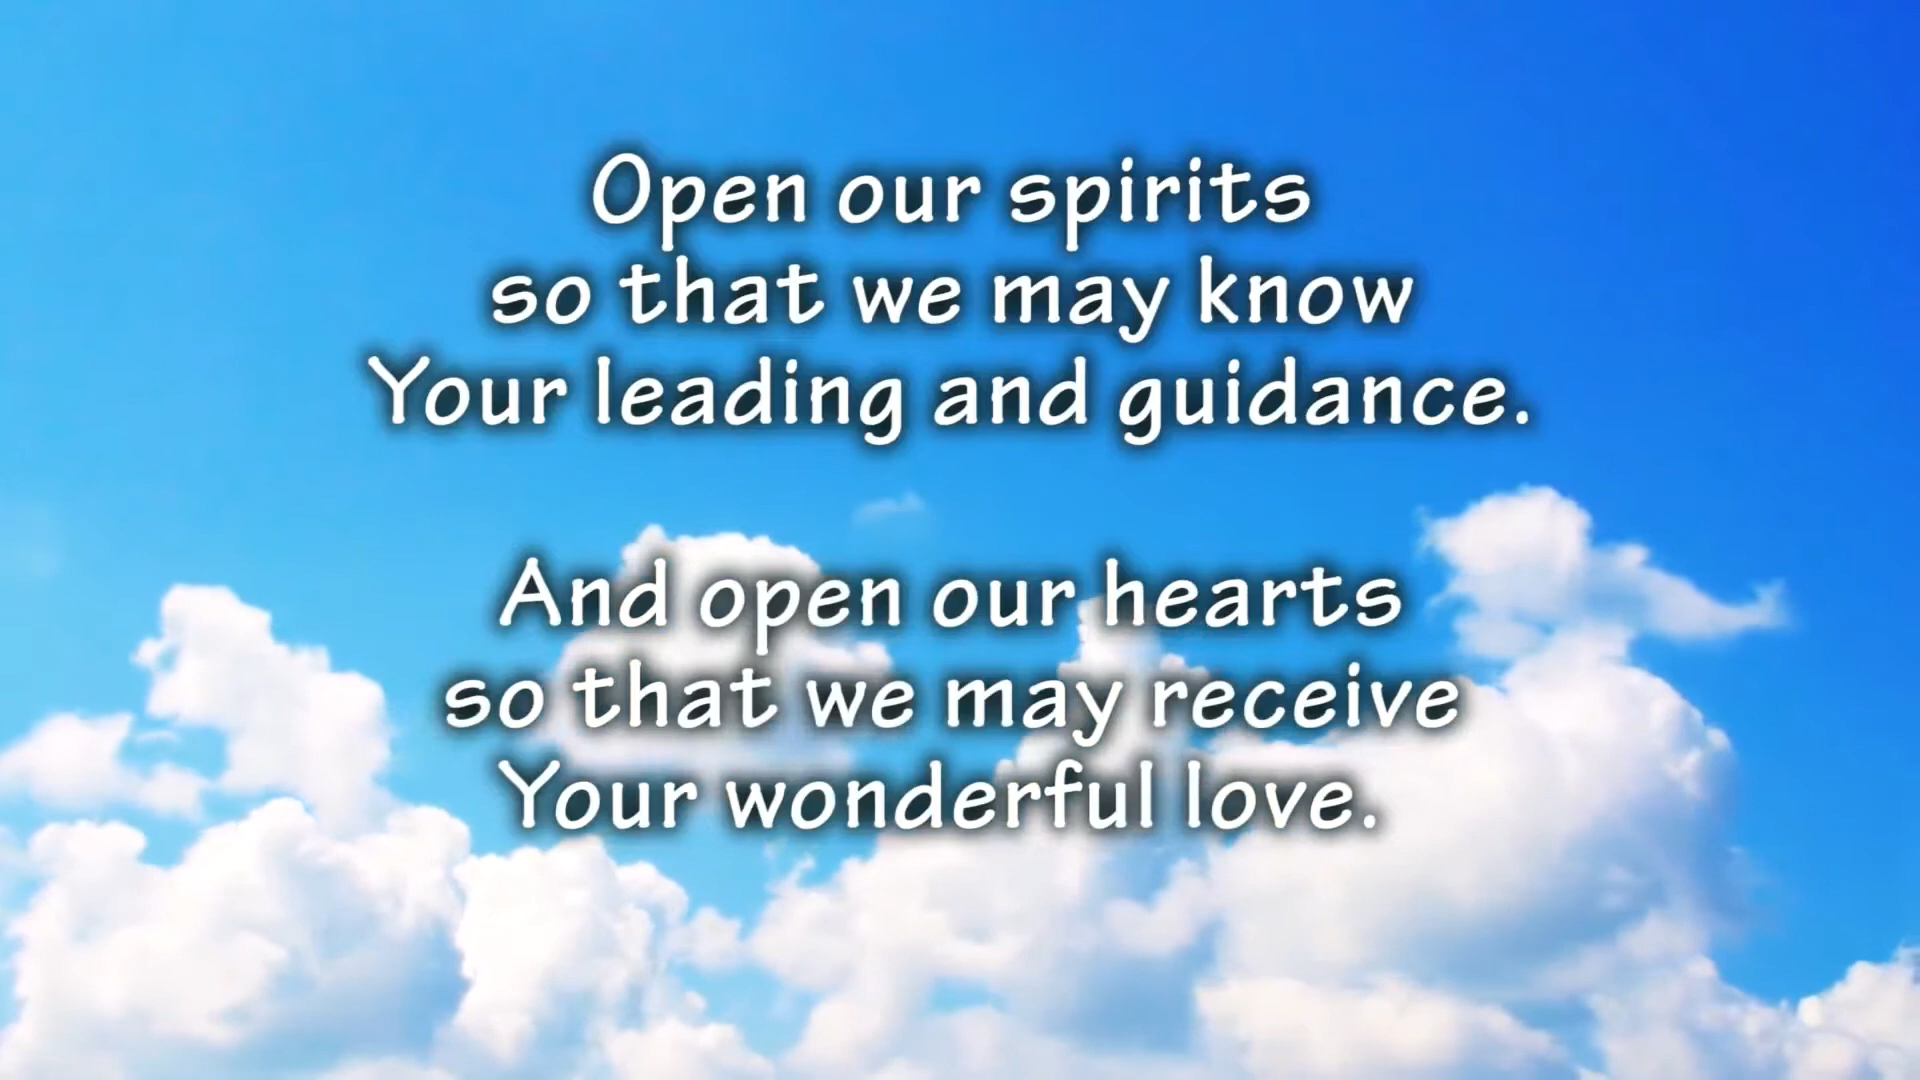 Open our spirits
so that we may know
Your leading and guidance.
And open our hearts
so that we may receive
Your wonderful love.